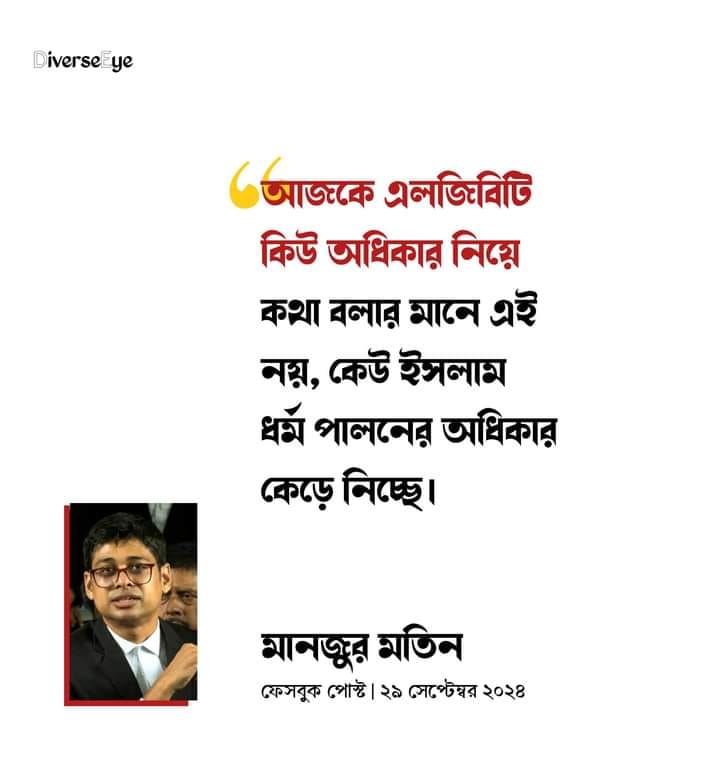 DiverseEye
“আজকে এলজিবিটি
কিউ অধিকার নিয়ে
কথা বলার মানে এই
নয়, কেউ ইসলাম
ধর্ম পালনের অধিকার
কেড়ে নিচ্ছে।
মানজুর মতিন
ফেসবুক পোস্ট | ২৯ সেপ্টেম্বর ২০২৪